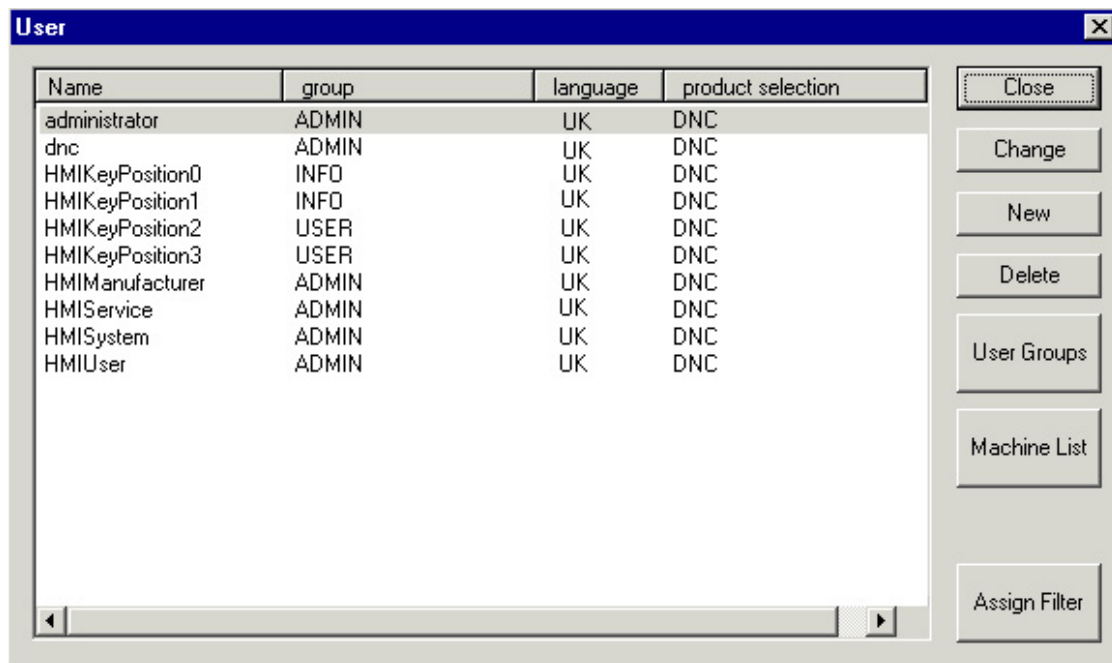 User
Name group language product selection
administrator ADMIN UK DNC
dnc ADMIN UK DNC
HMIKeyPosition0 INFO UK DNC
HMIKeyPosition1 INFO UK DNC
HMIKeyPosition2 USER UK DNC
HMIKeyPosition3 USER UK DNC
HMIManufacturer ADMIN UK DNC
HMIService ADMIN UK DNC
HMISystem ADMIN UK DNC
HMIUser ADMIN UK DNC
Close
Change
New
Delete
User Groups
Machine List
Assign Filter